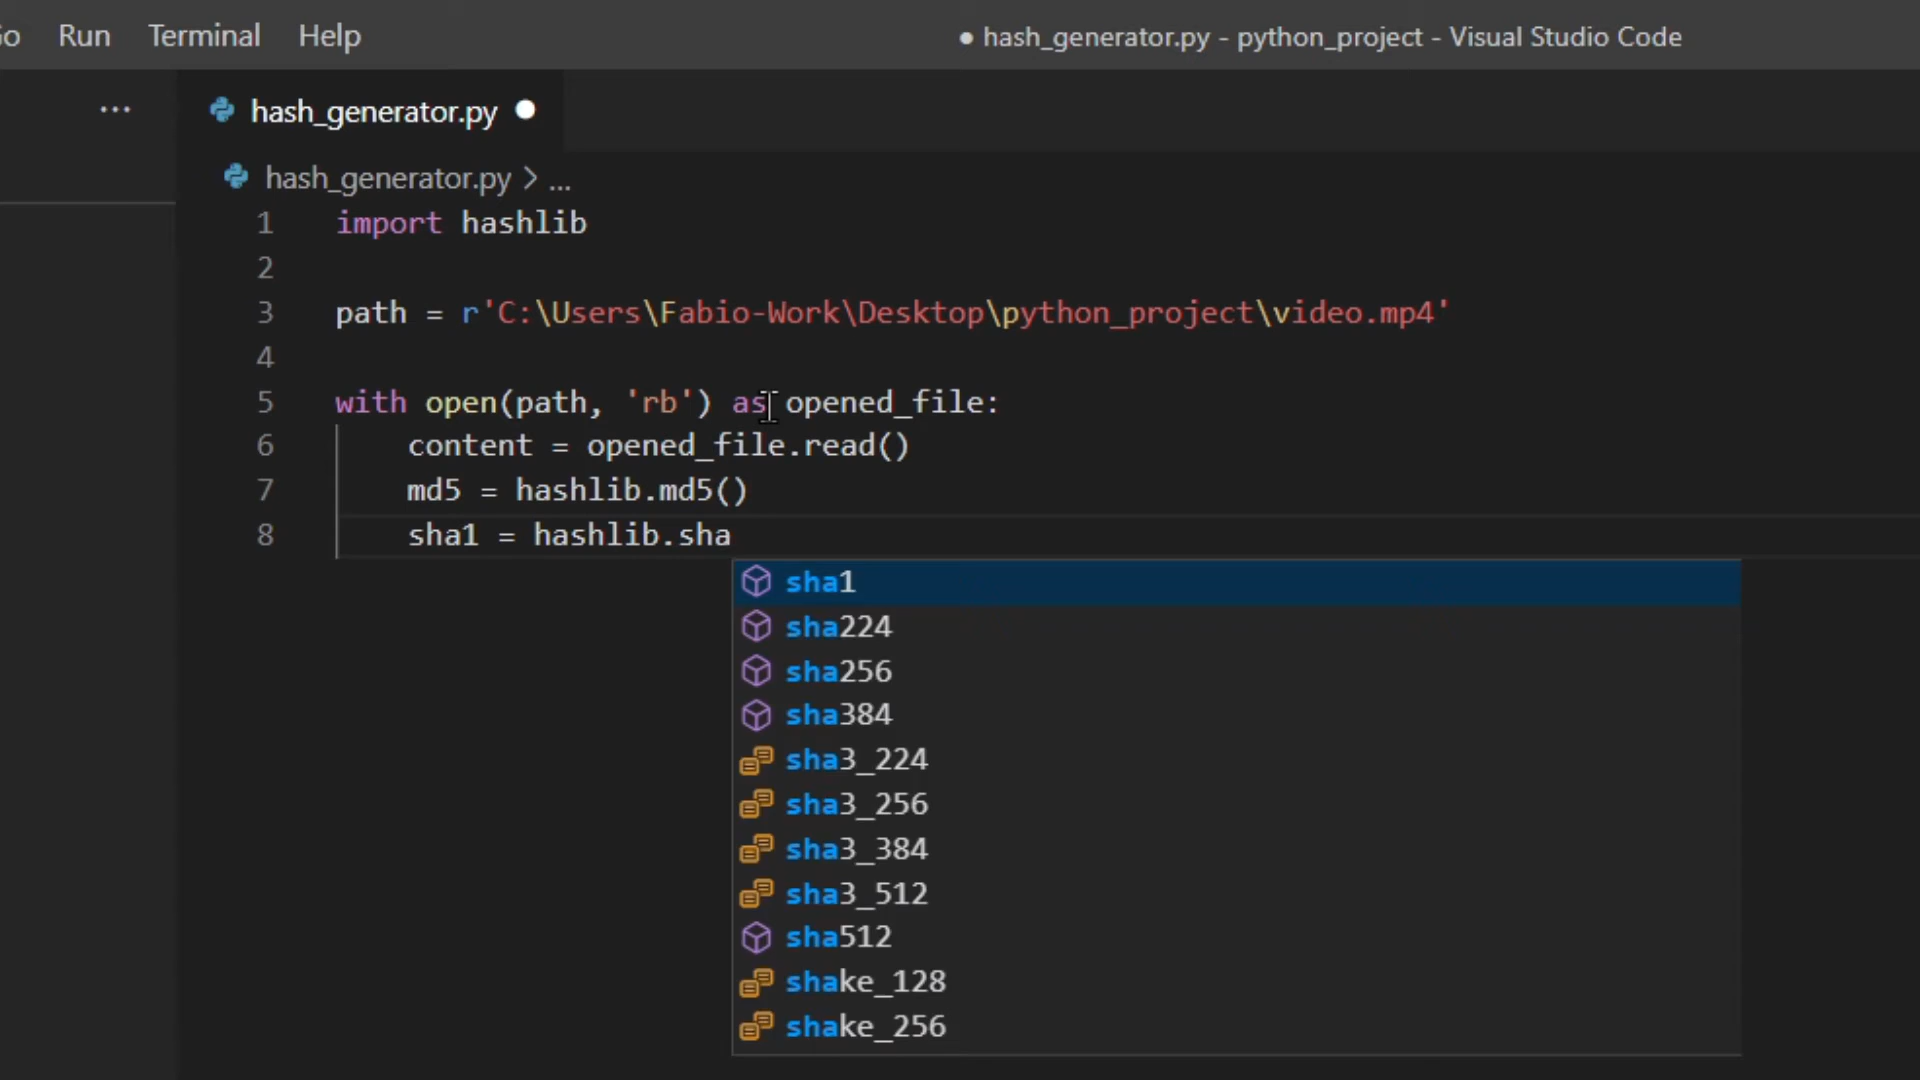 Run Terminal Help
● hash_generator.py - python_project - Visual Studio Code
... hash_generator.py ●
hash_generator.py > ...
1 import hashlib
2
3 path = r'C:\Users\Fabio-Work\Desktop\python_project\video.mp4'
4
5 with open(path, 'rb') as opened_file:
6 content = opened_file.read()
7 md5 = hashlib.md5()
8 sha1 = hashlib.sha
sha1
sha224
sha256
sha384
sha3_224
sha3_256
sha3_384
sha3_512
sha512
shake_128
shake_256